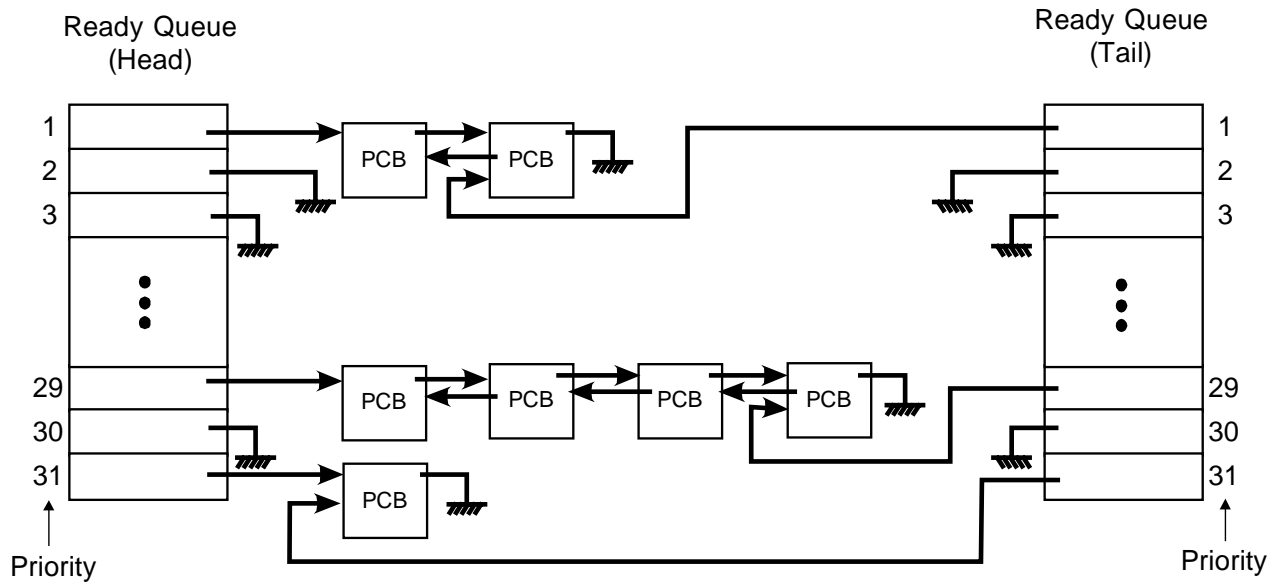 Ready Queue
(Head)
Ready Queue
(Tail)
1
PCB
PCB
1
2
2
3
3
29
PCB
PCB
PCB
PCB
29
30
30
31
PCB
31
Priority
Priority